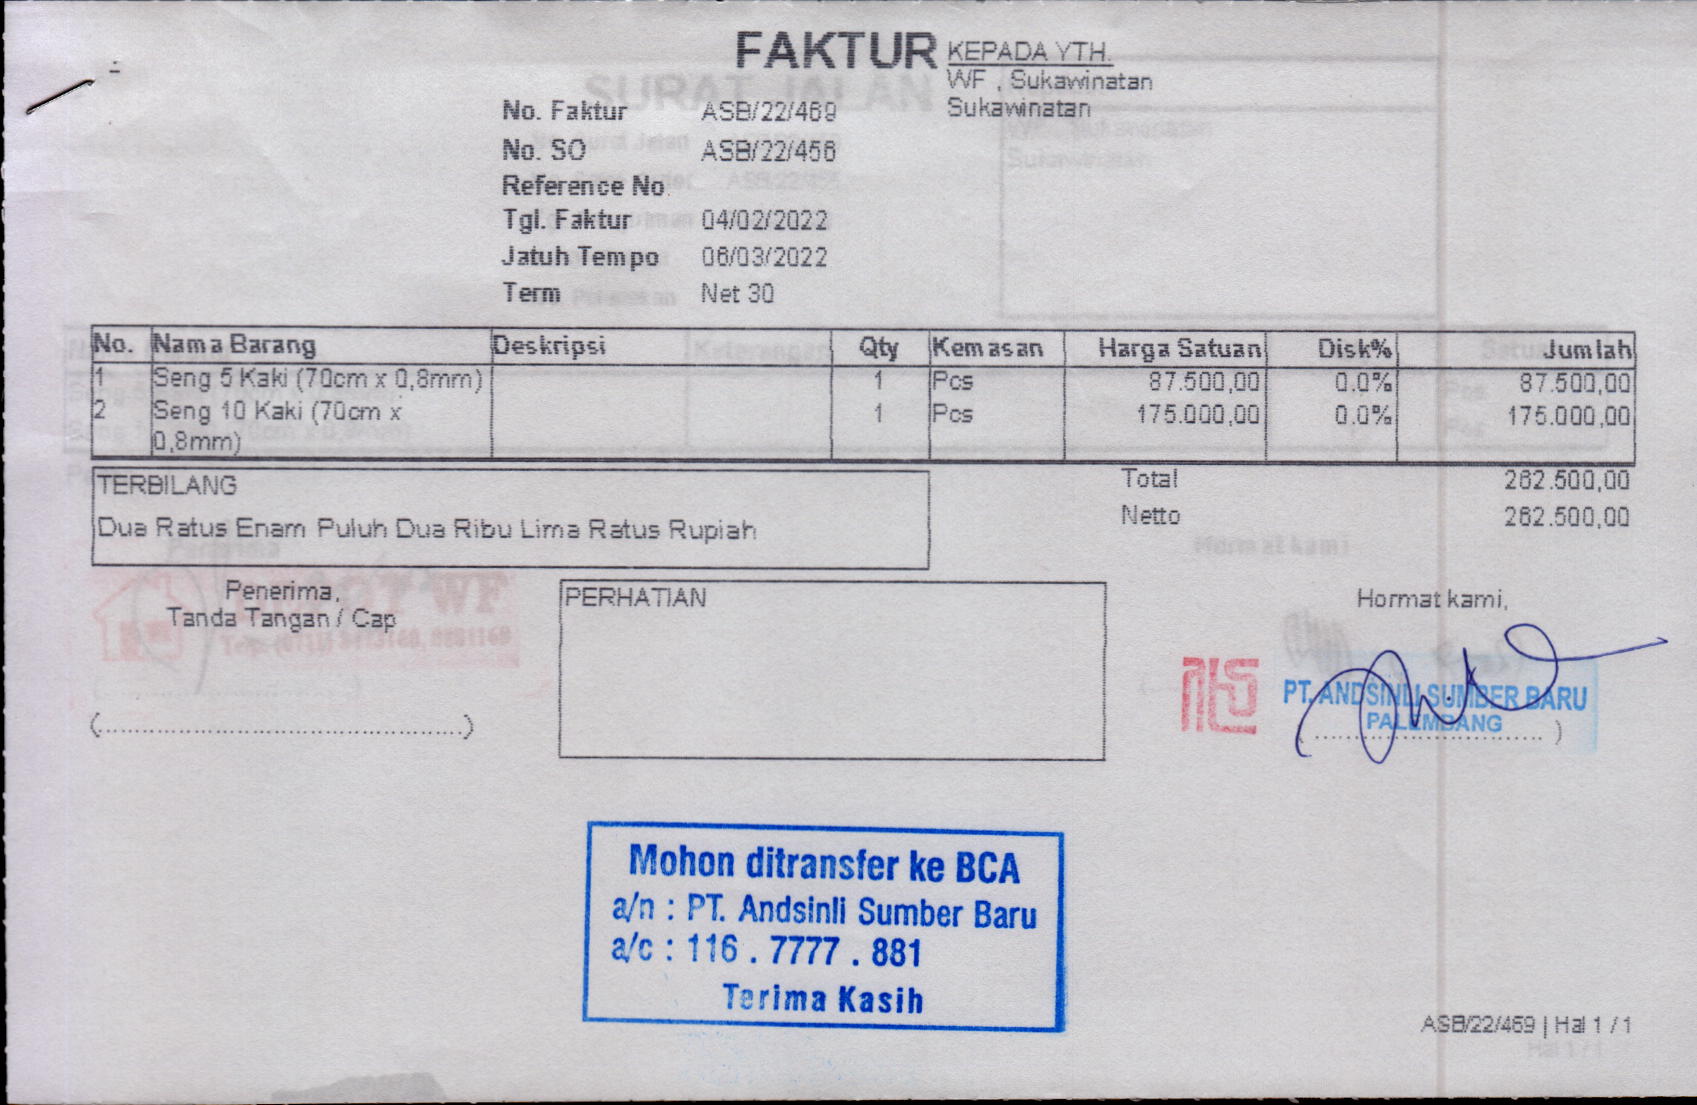 FAKTUR
KEPADA YTH.
WF , Sukawinatan
Sukawinatan
No. Faktur ASB/22/469
No. SO ASB/22/456
Reference No.
Tgl. Faktur 04/02/2022
Jatuh Tempo 06/03/2022
Term Net 30
No. Nama Barang Deskripsi Qty Kemasan Harga Satuan Disk% Jumlah
1 Seng 5 Kaki (70cm x 0,8mm) 1 Pcs 87.500,00 0.0% 87.500,00
2 Seng 10 Kaki (70cm x 1 Pcs 175.000,00 0.0% 175.000,00
0,8mm)
Total 262.500,00
Netto 262.500,00
TERBILANG
Dua Ratus Enam Puluh Dua Ribu Lima Ratus Rupiah
Penerima,
Tanda Tangan / Cap
(................................................)
PERHATIAN
Hormat kami,
PT. ANDSINLI SUMBER BARU
PALEMBANG
Mohon ditransfer ke BCA
a/n : PT. Andsinli Sumber Baru
a/c : 116 . 7777 . 881
Terima Kasih
ASB/22/469 | Hal 1 / 1